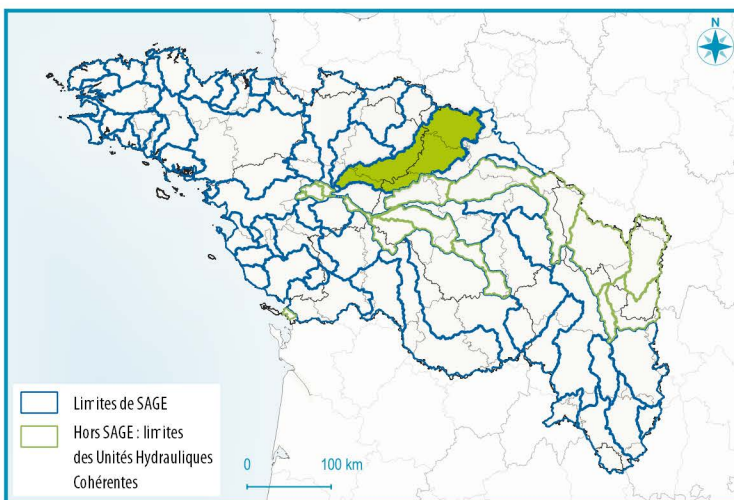 N
Limites de SAGE
Hors SAGE : limites
des Unités Hydrauliques
Cohérentes
0 100 km